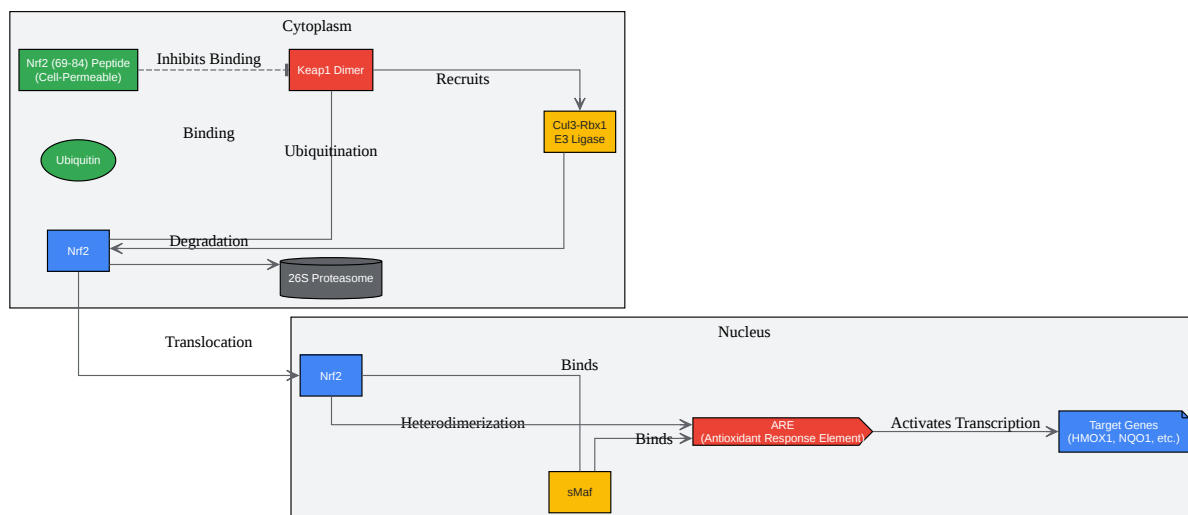 Cytoplasm
Nrf2 (69-84) Peptide
(Cell-Permeable)
Inhibits Binding
Keap1 Dimer
Recruits
Cul3-Rbx1
E3 Ligase
Binding
Ubiquitination
Ubiquitin
Nrf2
Degradation
26S Proteasome
Nucleus
Translocation
Nrf2
Binds
Heterodimerization
ARE
(Antioxidant Response Element)
Activates Transcription
Target Genes
(HMOX1, NQO1, etc.)
Binds
sMaf